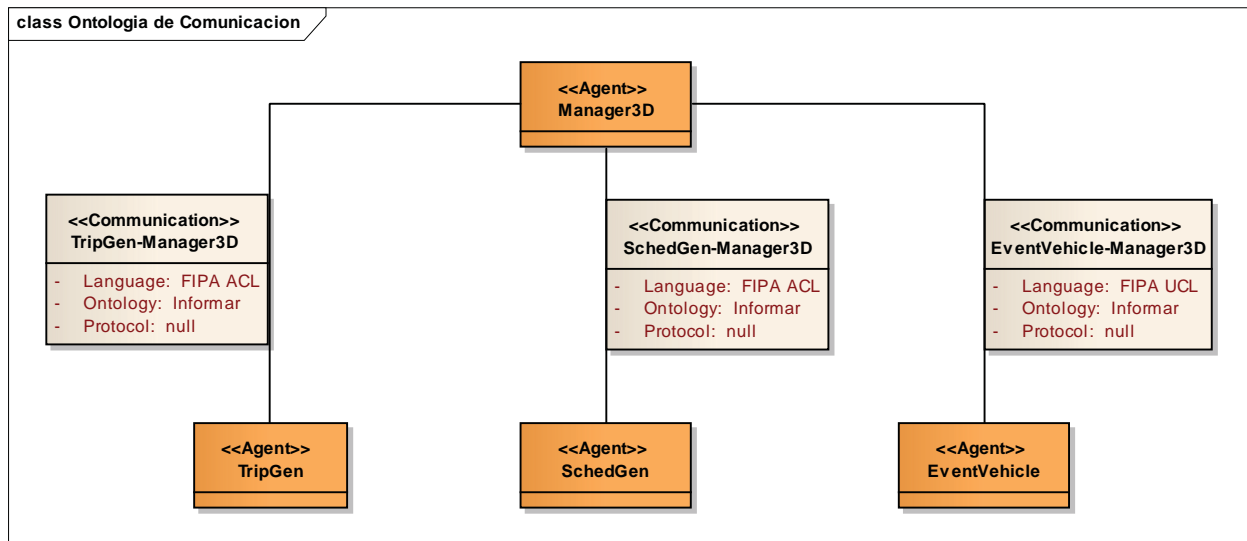 class Ontologia de Comunicacion
<<Agent>>
Manager3D
<<Communication>>
TripGen-Manager3D
- Language: FIPA ACL
- Ontology: Informar
- Protocol: null
<<Communication>>
SchedGen-Manager3D
- Language: FIPA ACL
- Ontology: Informar
- Protocol: null
<<Communication>>
EventVehicle-Manager3D
- Language: FIPA UCL
- Ontology: Informar
- Protocol: null
<<Agent>>
TripGen
<<Agent>>
SchedGen
<<Agent>>
EventVehicle